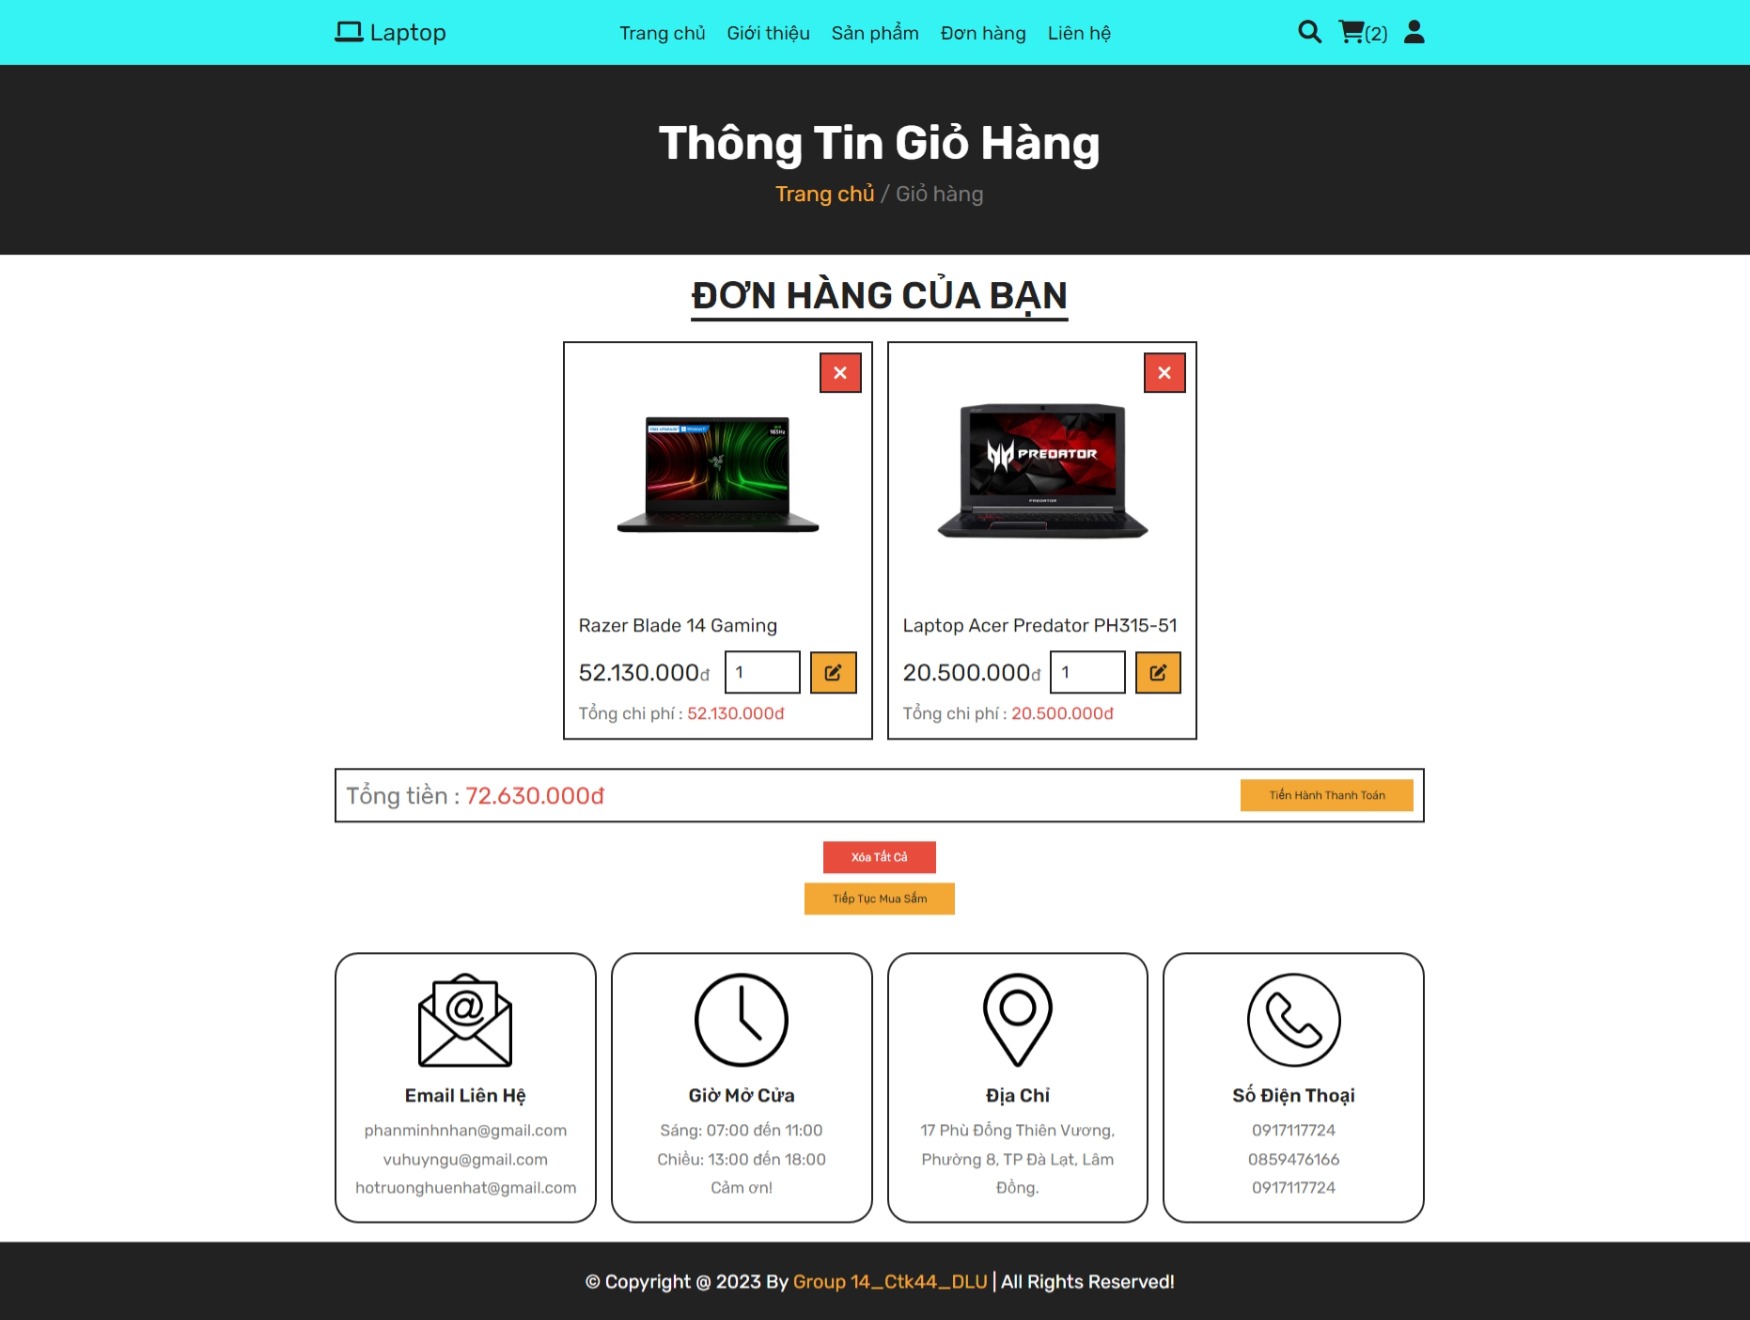 Laptop
Trang chủ Giới thiệu Sản phẩm Đơn hàng Liên hệ
(2)
Thông Tin Giỏ Hàng
Trang chủ / Giỏ hàng
ĐƠN HÀNG CỦA BẠN
PREDATOR
PREDATOR
Razer Blade 14 Gaming
52.130.000đ 1
Tổng chi phí : 52.130.000đ
Laptop Acer Predator PH315-51
20.500.000đ 1
Tổng chi phí : 20.500.000đ
Tổng tiền : 72.630.000đ
Tiến Hành Thanh Toán
Xóa Tất Cả
Tiếp Tục Mua Sắm
Email Liên Hệ
phanminhnhan@gmail.com
vuhuyngu@gmail.com
hotruonghuenhat@gmail.com
Giờ Mở Cửa
Sáng: 07:00 đến 11:00
Chiều: 13:00 đến 18:00
Cảm ơn!
Địa Chỉ
17 Phù Đổng Thiên Vương,
Phường 8, TP Đà Lạt, Lâm
Đồng.
Số Điện Thoại
0917117724
0859476166
0917117724
© Copyright @ 2023 By Group 14_Ctk44_DLU | All Rights Reserved!